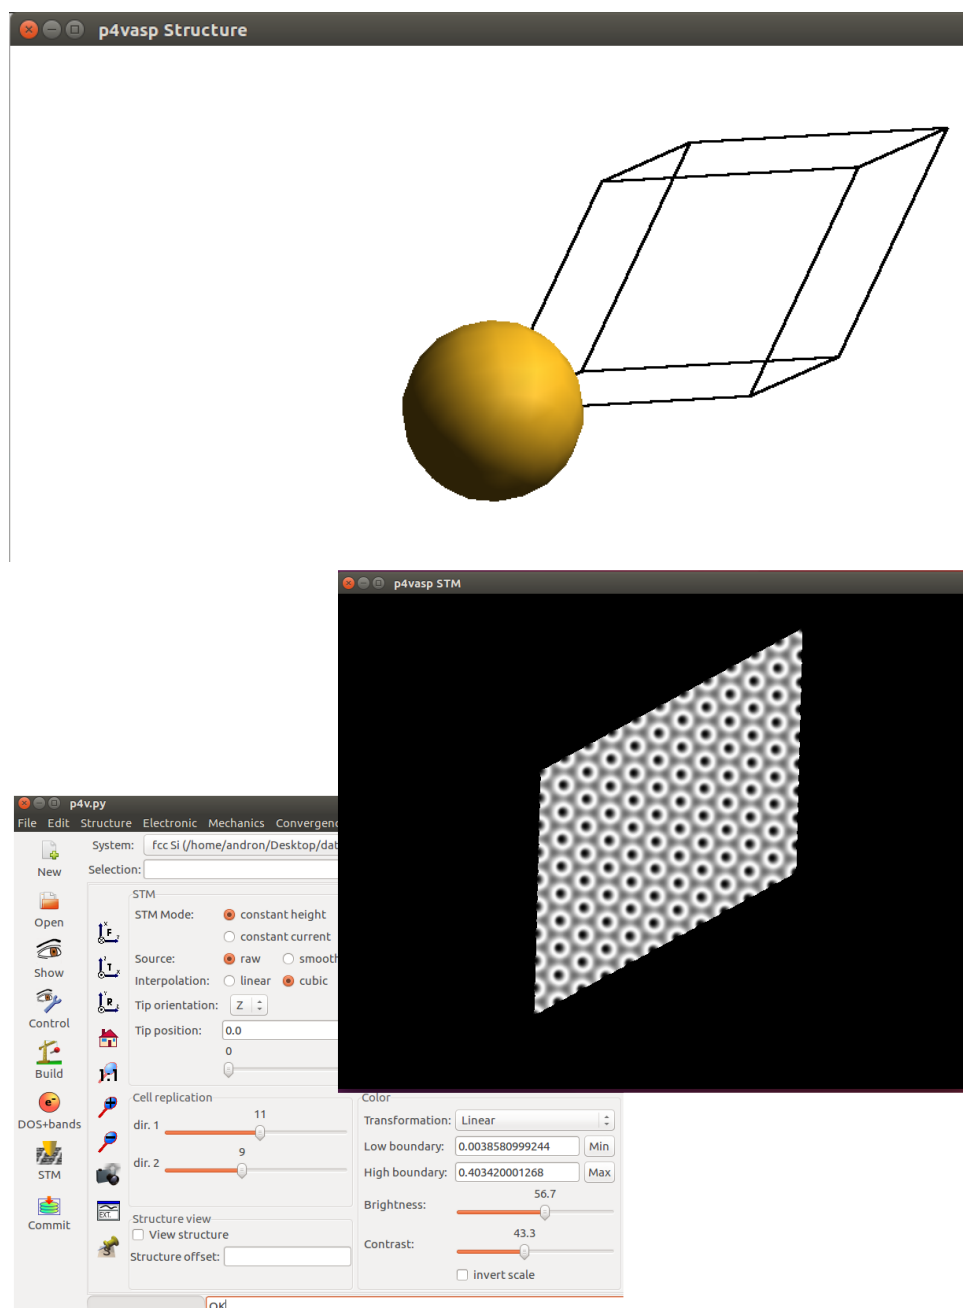 p4vasp Structure
p4vasp STM
p4v.py
File Edit Structure Electronic Mechanics Convergenc
New
Open
Show
Control
Build
DOS+bands
STM
Commit
System: fcc Si (/home/andron/Desktop/dat
Selection:
STM
STM Mode: constant height
constant current
Source: raw smooth
Interpolation: linear cubic
Tip orientation: Z
Tip position: 0.0
0
Cell replication
dir. 1 11
dir. 2 9
Structure view
View structure
Structure offset:
Color
Transformation: Linear
Low boundary: 0.0038580999244 Min
High boundary: 0.403420001268 Max
Brightness: 56.7
Contrast: 43.3
invert scale
OK